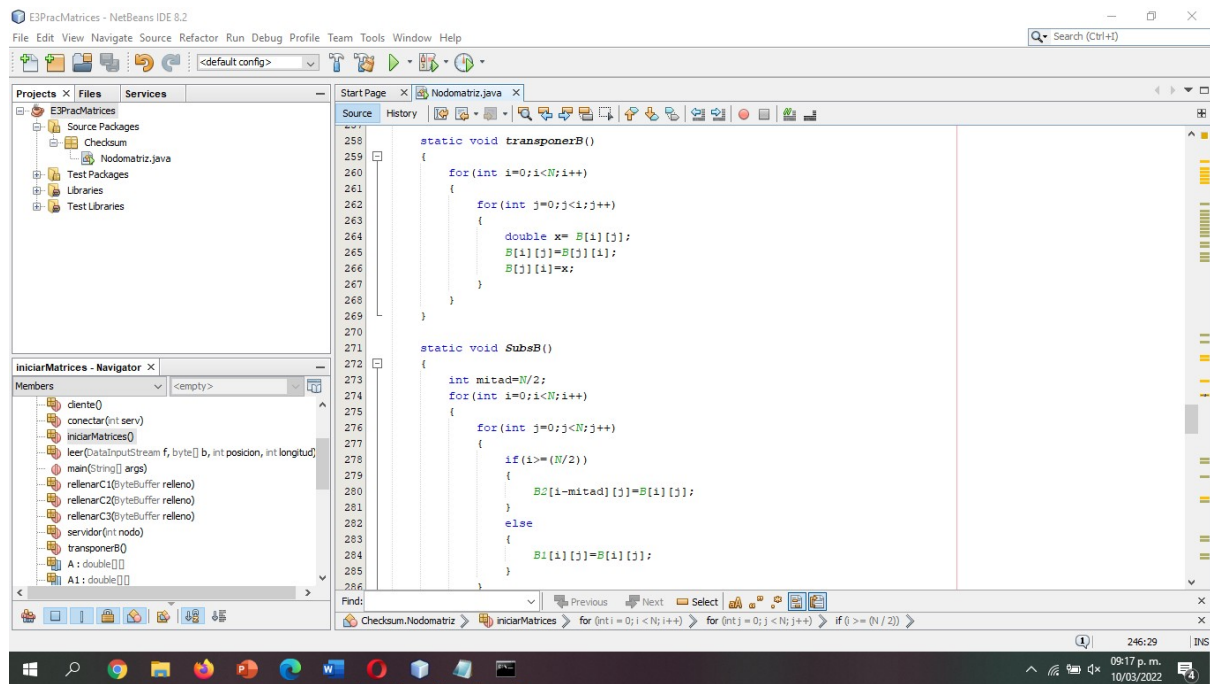 E3PracMatrices - NetBeans IDE 8.2
File Edit View Navigate Source Refactor Run Debug Profile Team Tools Window Help
Search (Ctrl+I)
<default config>
Projects Files Services
E3PracMatrices
Source Packages
Checksum
Nodomatriz.java
Test Packages
Libraries
Test Libraries
iniciarMatrices - Navigator
Members <empty>
cliente()
conectar(int serv)
iniciarMatrices()
leer(DataInputStream f, byte[] b, int posicion, int longitud)
main(String[] args)
rellenarC1(ByteBuffer relleno)
rellenarC2(ByteBuffer relleno)
rellenarC3(ByteBuffer relleno)
servidor(int nodo)
transponerB()
A : double[][]
A1 : double[][]
Start Page Nodomatriz.java
Source History
257
258 static void transponerB()
259 {
260 for(int i=0;i<N;i++)
261 {
262 for(int j=0;j<i;j++)
263 {
264 double x= B[i][j];
265 B[i][j]=B[j][i];
266 B[j][i]=x;
267 }
268 }
269 }
270
271 static void SubsB()
272 {
273 int mitad=N/2;
274 for(int i=0;i<N;i++)
275 {
276 for(int j=0;j<N;j++)
277 {
278 if(i>=(N/2))
279 {
280 B2[i-mitad][j]=B[i][j];
281 }
282 else
283 {
284 B1[i][j]=B[i][j];
285 }
286 }
Find: Previous Next Select
Checksum.Nodomatriz iniciarMatrices for (int i = 0; i < N; i++) for (int j = 0; j < N; j++) if (i >= (N / 2))
1 246:29 INS
09:17 p. m.
10/03/2022
4